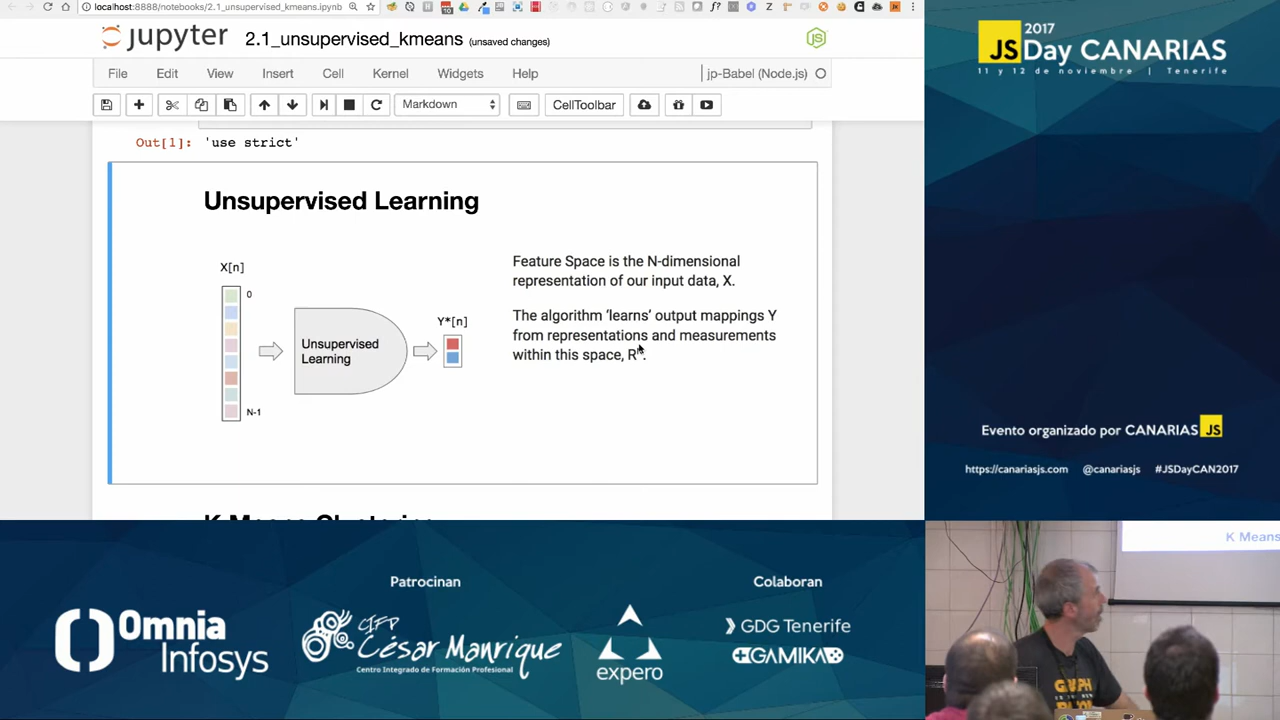 localhost:8888/notebooks/2.1_unsupervised_kmeans.ipynb
jupyter 2.1_unsupervised_kmeans (unsaved changes)
File Edit View Insert Cell Kernel Widgets Help jp-Babel (Node.js)
Markdown CellToolbar
Out[1]: 'use strict'
Unsupervised Learning
X[n]
0
N-1
Unsupervised
Learning
Y*[n]
Feature Space is the N-dimensional
representation of our input data, X.
The algorithm ‘learns’ output mappings Y
from representations and measurements
within this space, R
2017
JSDay CANARIAS
11 y 12 de noviembre | Tenerife
Evento organizado por CANARIAS JS
https://canariasjs.com @canariasjs #JSDayCAN2017
Patrocinan
Omnia
Infosys
CIFP
César Manrique
Centro Integrado de Formación Profesional
expero
Colaboran
GDG Tenerife
GAMIKA
K Means